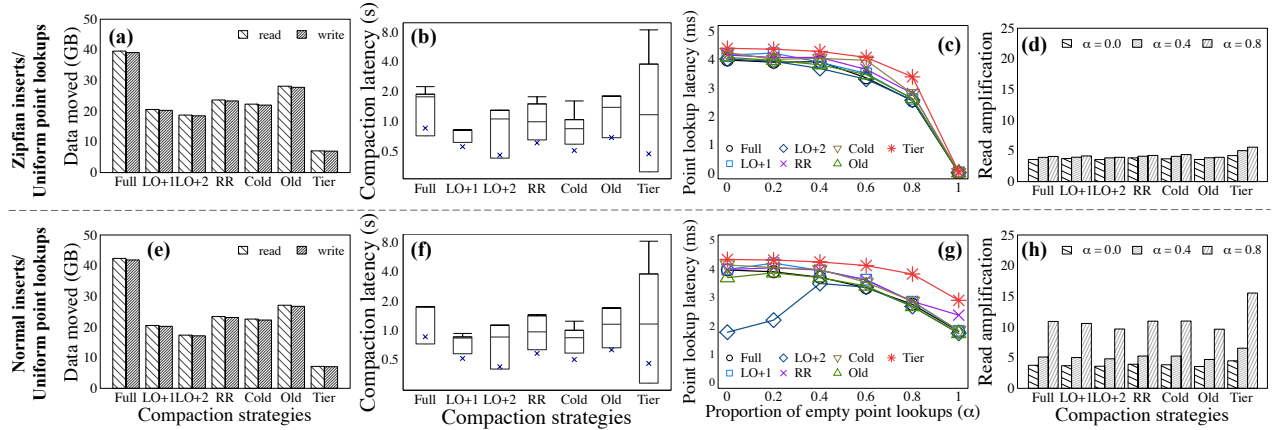 Zipfian inserts/
Uniform point lookups
(a)
read write
Data moved (GB)
50
40
30
20
10
0
Full LO+1 LO+2 RR Cold Old Tier
(b)
Compaction latency (s)
8.0
2.0
1.0
0.5
Full LO+1 LO+2 RR Cold Old Tier
(c)
Point lookup latency (ms)
5
4
3
2
1
0
Full LO+2 Cold Tier
LO+1 RR Old
0 0.2 0.4 0.6 0.8 1
(d)
α = 0.0 α = 0.4 α = 0.8
Read amplification
25
20
15
10
5
0
Full LO+1 LO+2 RR Cold Old Tier
Normal inserts/
Uniform point lookups
(e)
read write
Data moved (GB)
50
40
30
20
10
0
Full LO+1 LO+2 RR Cold Old Tier
Compaction strategies
(f)
Compaction latency (s)
8.0
2.0
1.0
0.5
Full LO+1 LO+2 RR Cold Old Tier
Compaction strategies
(g)
Point lookup latency (ms)
5
4
3
2
1
0
Full LO+2 Cold Tier
LO+1 RR Old
0 0.2 0.4 0.6 0.8 1
Proportion of empty point lookups (α)
(h)
α = 0.0 α = 0.4 α = 0.8
Read amplification
25
20
15
10
5
0
Full LO+1 LO+2 RR Cold Old Tier
Compaction strategies